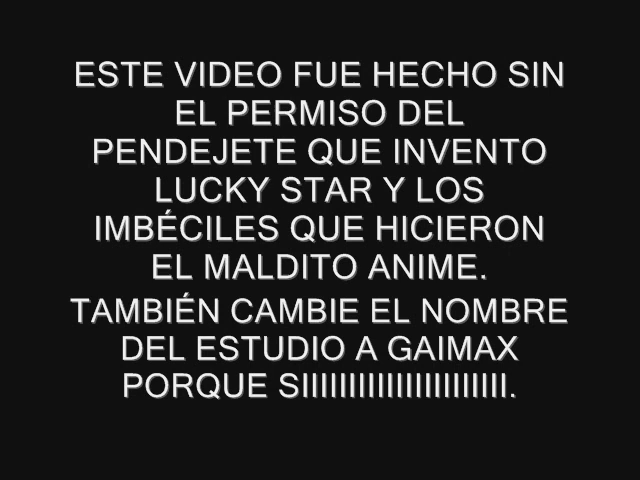 ESTE VIDEO FUE HECHO SIN
EL PERMISO DEL
PENDEJETE QUE INVENTO
LUCKY STAR Y LOS
IMBÉCILES QUE HICIERON
EL MALDITO ANIME.
TAMBIÉN CAMBIE EL NOMBRE
DEL ESTUDIO A GAIMAX
PORQUE SIIIIIIIIIIIIIIIIIIIIII.